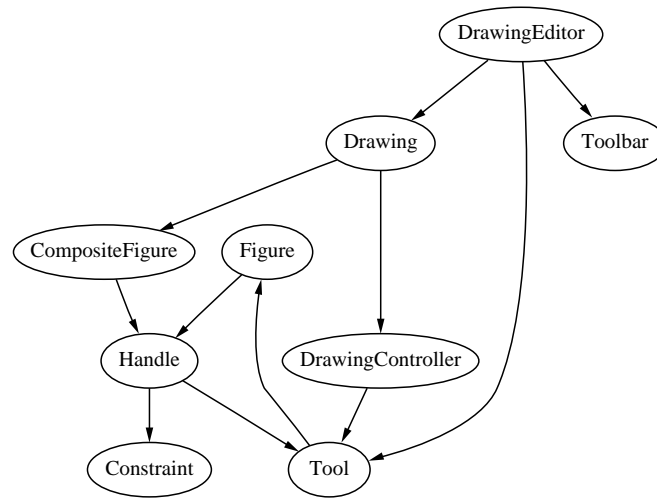 DrawingEditor
Drawing
Toolbar
CompositeFigure
Figure
Handle
DrawingController
Constraint
Tool